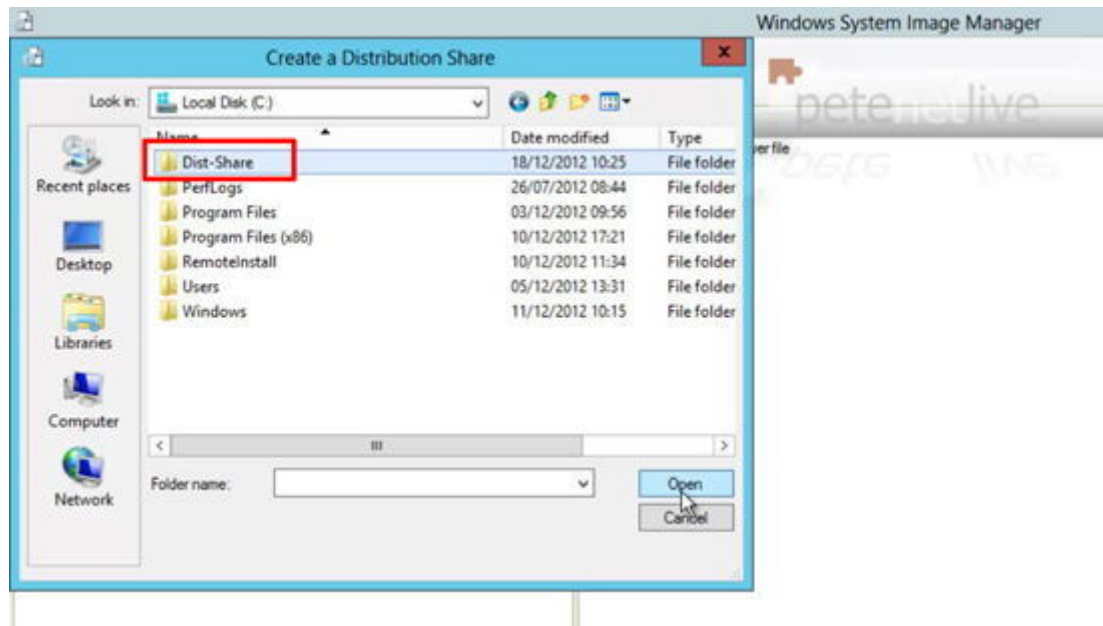 Windows System Image Manager
Create a Distribution Share
x
Look in: Local Disk (C:)
Name Date modified Type
Dist-Share 18/12/2012 10:25 File folder
PerfLogs 26/07/2012 08:44 File folder
Program Files 03/12/2012 09:56 File folder
Program Files (x86) 10/12/2012 17:21 File folder
RemoteInstall 10/12/2012 11:34 File folder
Users 05/12/2012 13:31 File folder
Windows 11/12/2012 10:15 File folder
Recent places
Desktop
Libraries
Computer
Network
Folder name:
Open
Cancel
petenetlive
er file